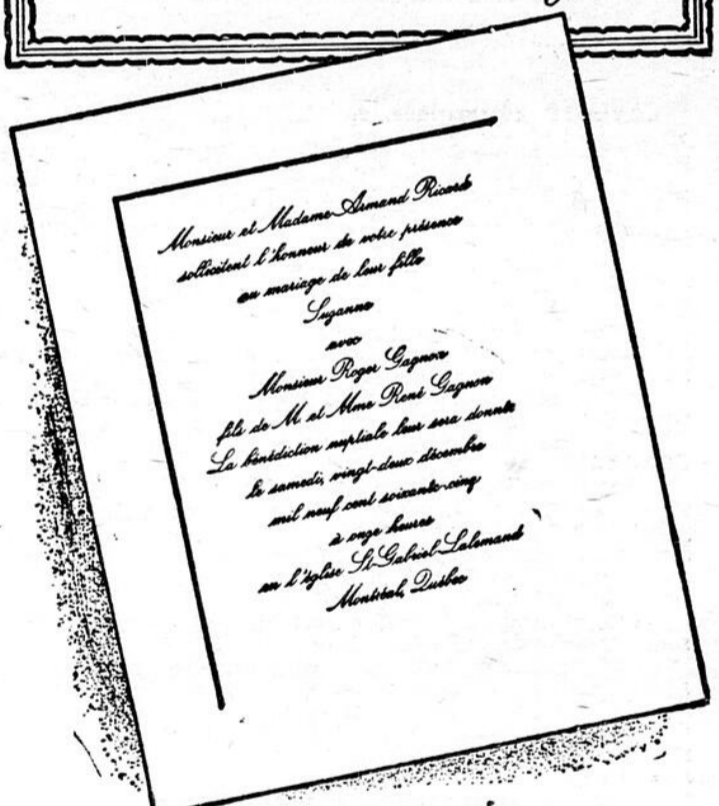 Monsieur et Madame Armand Ricard
sollicitent l'honneur de votre présence
au mariage de leur fille
Suzanne
avec
Monsieur Roger Gagnon
fils de M. et Mme René Gagnon
La bénédiction nuptiale leur sera donnée
le samedi, vingt-deux décembre
mil neuf cent soixante-cinq
à onze heures
en l'église St-Gabriel-Lalemand
Montréal, Québec